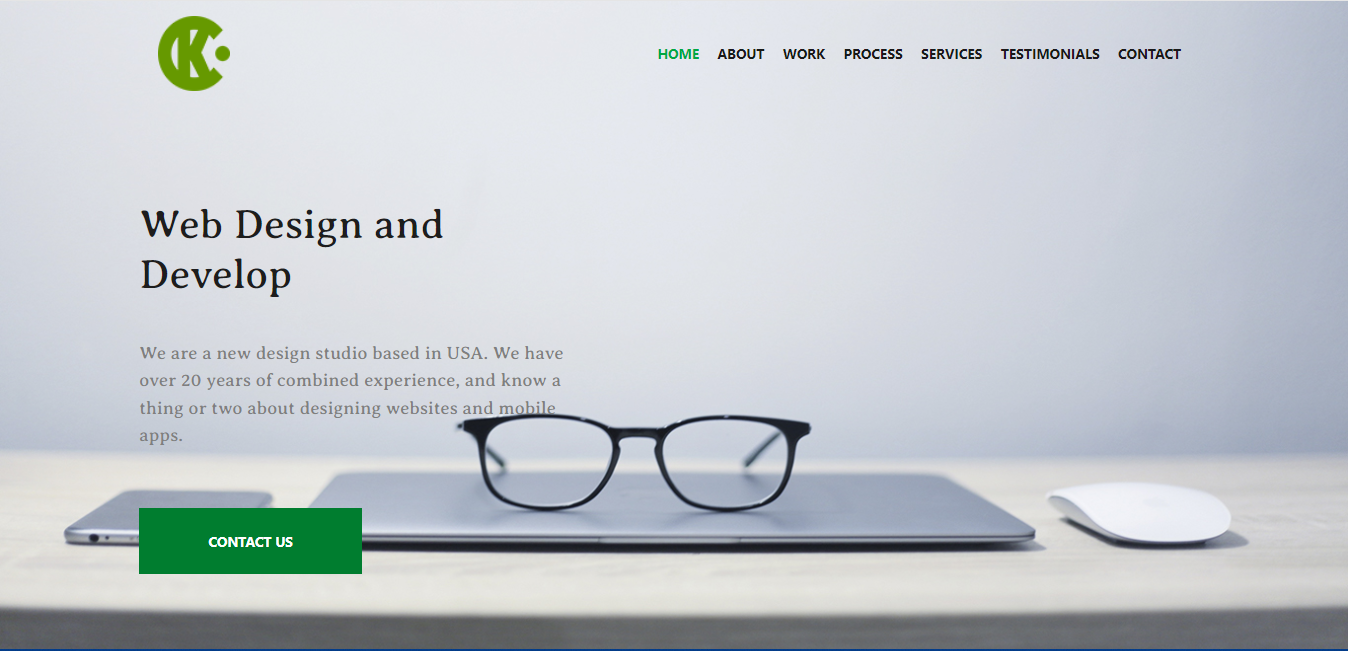 CK
HOME ABOUT WORK PROCESS SERVICES TESTIMONIALS CONTACT
Web Design and
Develop
We are a new design studio based in USA. We have
over 20 years of combined experience, and know a
thing or two about designing websites and mobile
apps.
CONTACT US